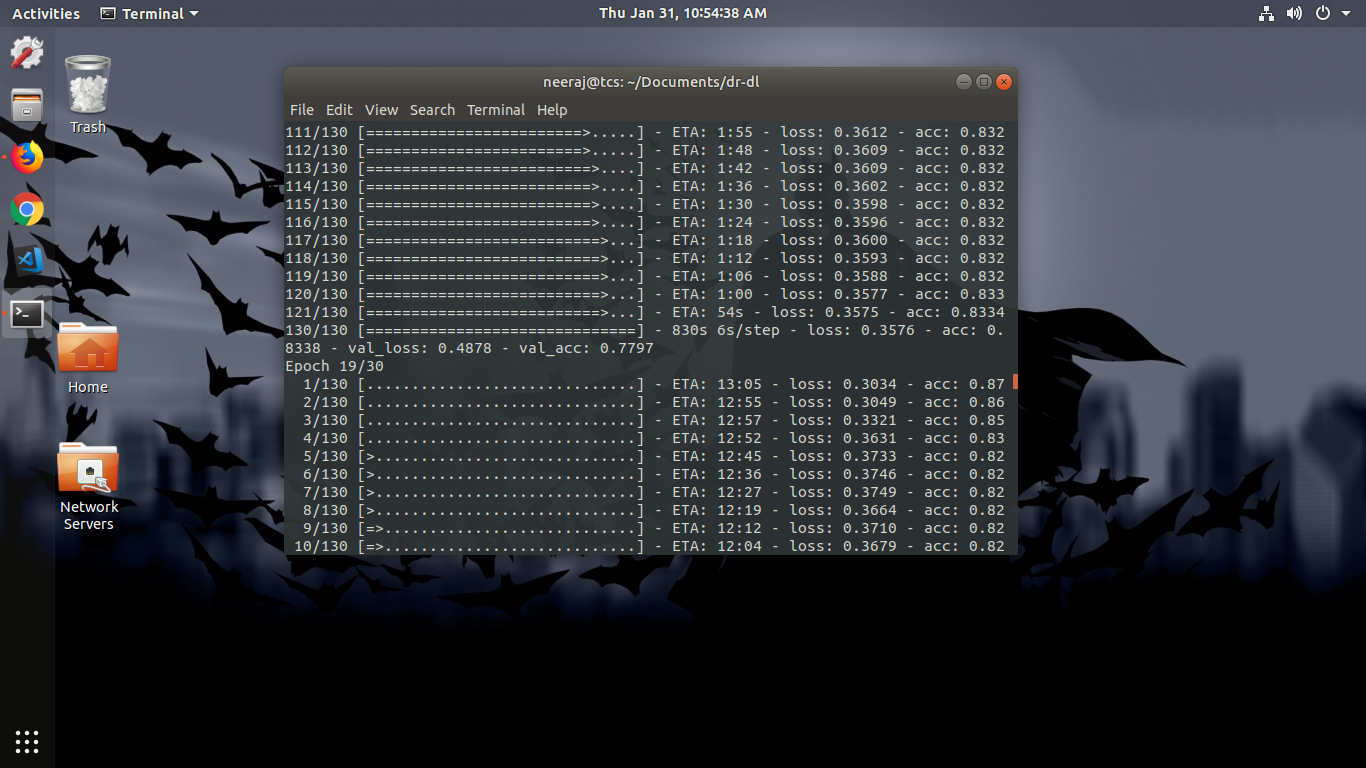 Activities Terminal Thu Jan 31, 10:54:38 AM
Trash
Home
Network
Servers
neeraj@tcs: ~/Documents/dr-dl
File Edit View Search Terminal Help
111/130 [========================>.....] - ETA: 1:55 - loss: 0.3612 - acc: 0.832
112/130 [========================>.....] - ETA: 1:48 - loss: 0.3609 - acc: 0.832
113/130 [=========================>....] - ETA: 1:42 - loss: 0.3609 - acc: 0.832
114/130 [=========================>....] - ETA: 1:36 - loss: 0.3602 - acc: 0.832
115/130 [=========================>....] - ETA: 1:30 - loss: 0.3598 - acc: 0.832
116/130 [=========================>....] - ETA: 1:24 - loss: 0.3596 - acc: 0.832
117/130 [==========================>...] - ETA: 1:18 - loss: 0.3600 - acc: 0.832
118/130 [==========================>...] - ETA: 1:12 - loss: 0.3593 - acc: 0.832
119/130 [==========================>...] - ETA: 1:06 - loss: 0.3588 - acc: 0.832
120/130 [==========================>...] - ETA: 1:00 - loss: 0.3577 - acc: 0.833
121/130 [==========================>...] - ETA: 54s - loss: 0.3575 - acc: 0.8334
130/130 [==============================] - 830s 6s/step - loss: 0.3576 - acc: 0.
8338 - val_loss: 0.4878 - val_acc: 0.7797
Epoch 19/30
1/130 [..............................] - ETA: 13:05 - loss: 0.3034 - acc: 0.87
2/130 [..............................] - ETA: 12:55 - loss: 0.3049 - acc: 0.86
3/130 [..............................] - ETA: 12:57 - loss: 0.3321 - acc: 0.85
4/130 [..............................] - ETA: 12:52 - loss: 0.3631 - acc: 0.83
5/130 [>.............................] - ETA: 12:45 - loss: 0.3733 - acc: 0.82
6/130 [>.............................] - ETA: 12:36 - loss: 0.3746 - acc: 0.82
7/130 [>.............................] - ETA: 12:27 - loss: 0.3749 - acc: 0.82
8/130 [>.............................] - ETA: 12:19 - loss: 0.3664 - acc: 0.82
9/130 [=>............................] - ETA: 12:12 - loss: 0.3710 - acc: 0.82
10/130 [=>............................] - ETA: 12:04 - loss: 0.3679 - acc: 0.82